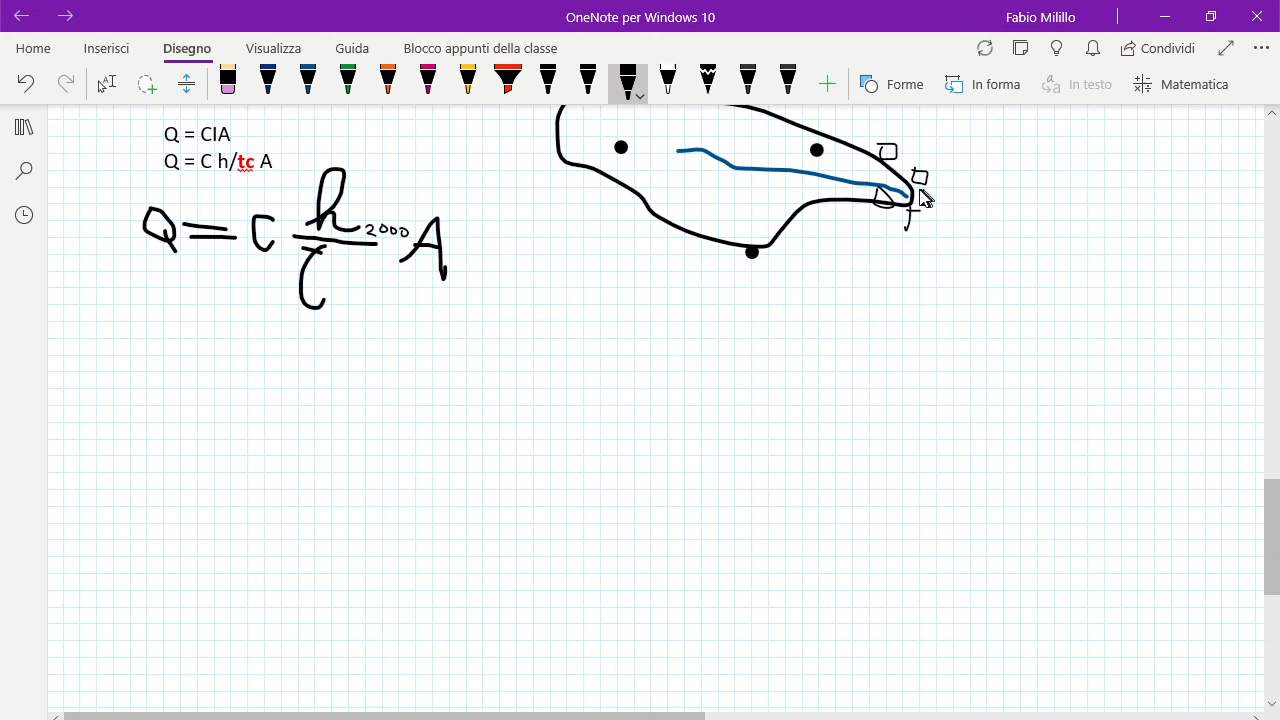 OneNote per Windows 10
Fabio Milillo
Home Inserisci Disegno Visualizza Guida Blocco appunti della classe
Condividi
Forme In forma In testo Matematica
Q = CIA
Q = C h/tc A
Q = C h 2000 A